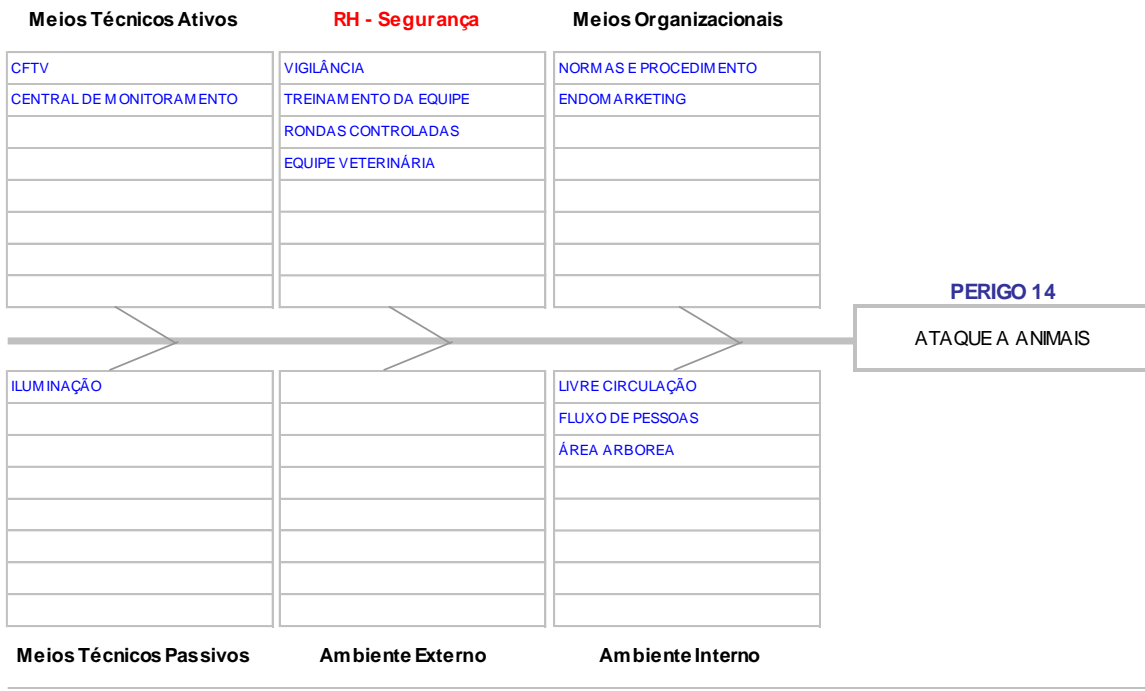 Meios Técnicos Ativos
RH - Segurança
Meios Organizacionais
CFTV
VIGILÂNCIA
NORMAS E PROCEDIMENTO
CENTRAL DE MONITORAMENTO
TREINAMENTO DA EQUIPE
ENDOMARKETING
RONDAS CONTROLADAS
EQUIPE VETERINÁRIA
PERIGO 14
ATAQUE A ANIMAIS
ILUMINAÇÃO
LIVRE CIRCULAÇÃO
FLUXO DE PESSOAS
ÁREA ARBOREA
Meios Técnicos Passivos
Ambiente Externo
Ambiente Interno